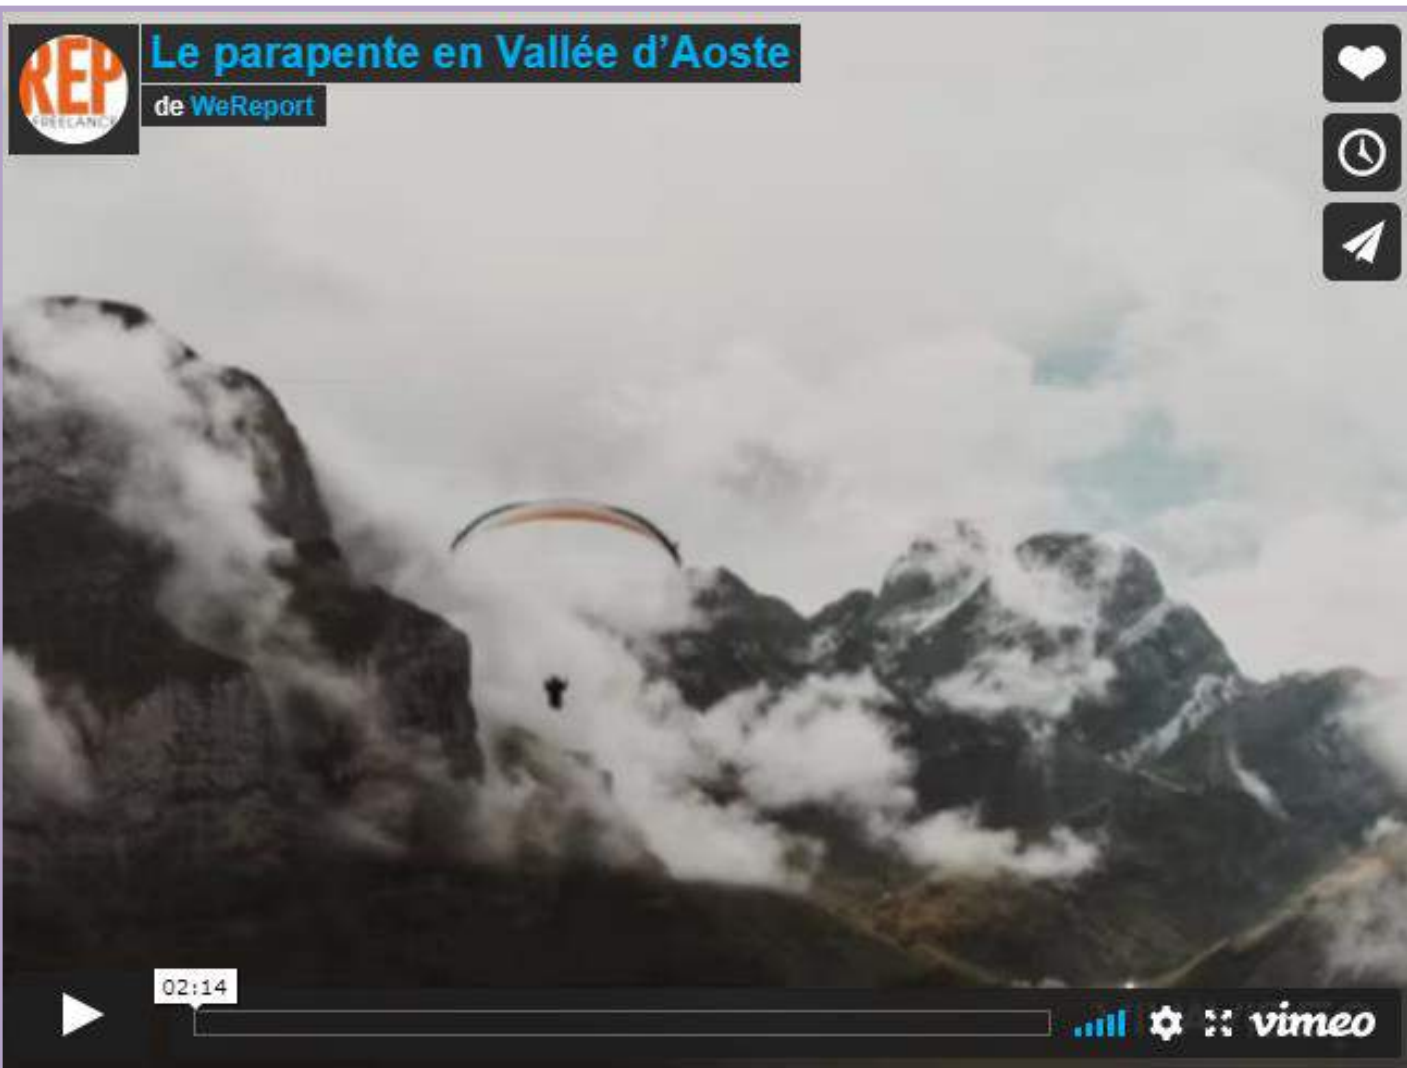 Le parapente en Vallée d'Aoste
de WeReport
REP
FREELANCE
02:14
vimeo